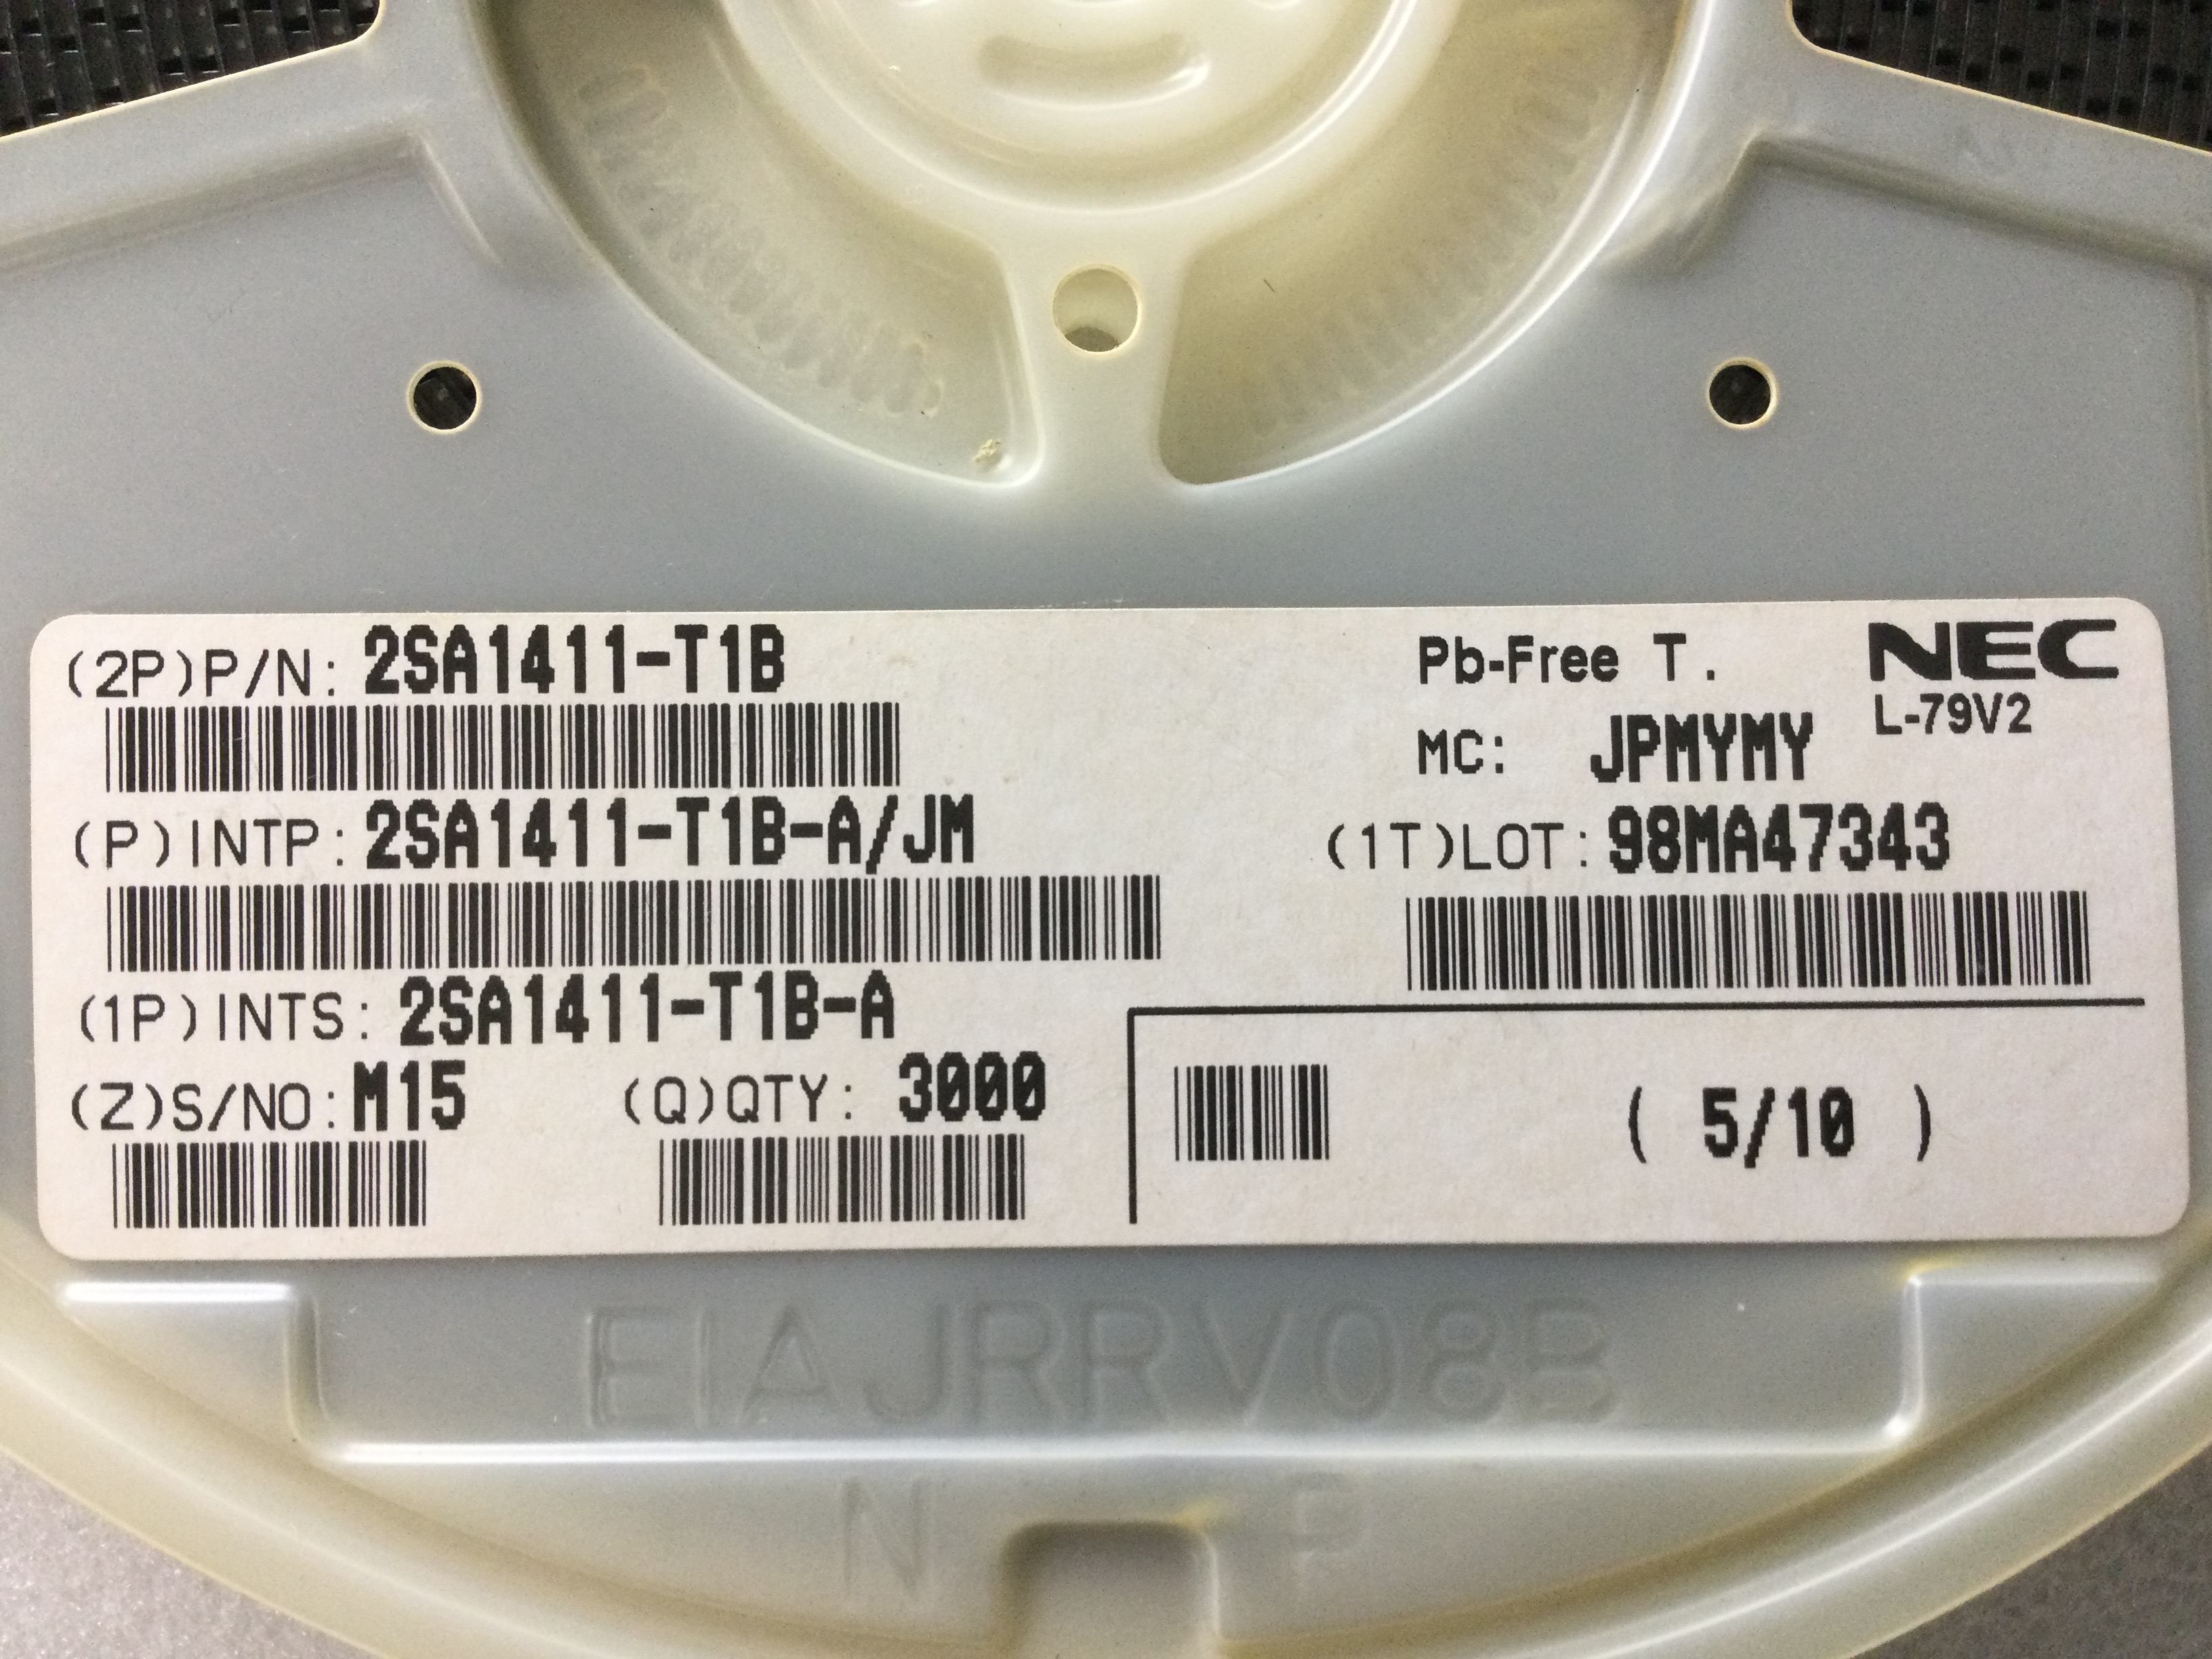 (2P)P/N: 2SA1411-T1B
Pb-Free T.
NEC
L-79V2
MC: JPMYMY
(P)INTP: 2SA1411-T1B-A/JM
(1T)LOT: 98MA47343
(1P)INTS: 2SA1411-T1B-A
(Z)S/NO: M15
(Q)QTY: 3000
( 5/10 )
EIAJRRV08B
N P